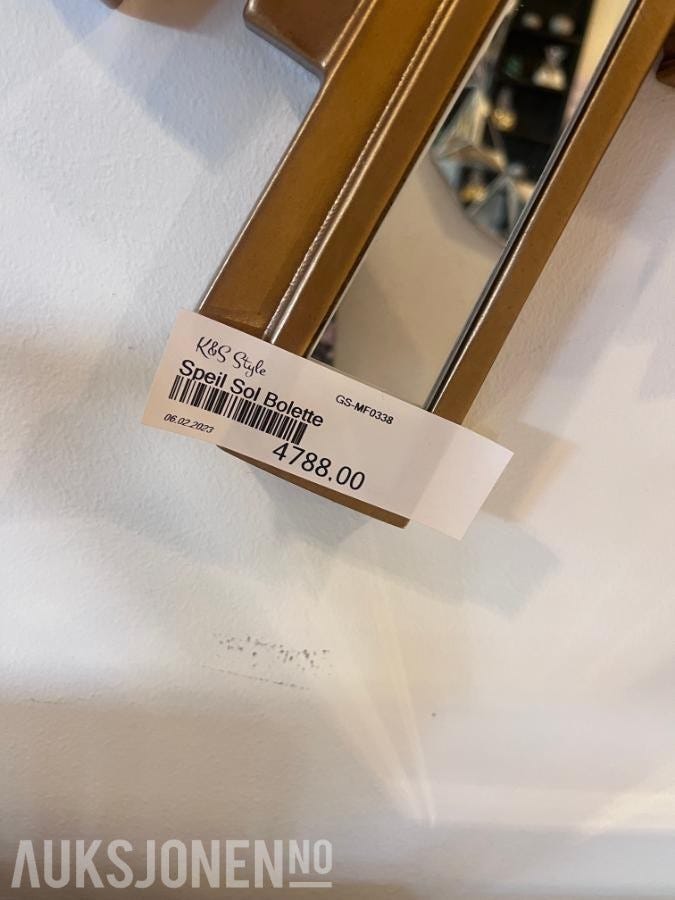 K&S Style
Speil Sol Bolette
GS-MF0338
06.02.2023
4788.00
AUKSJONEN NO